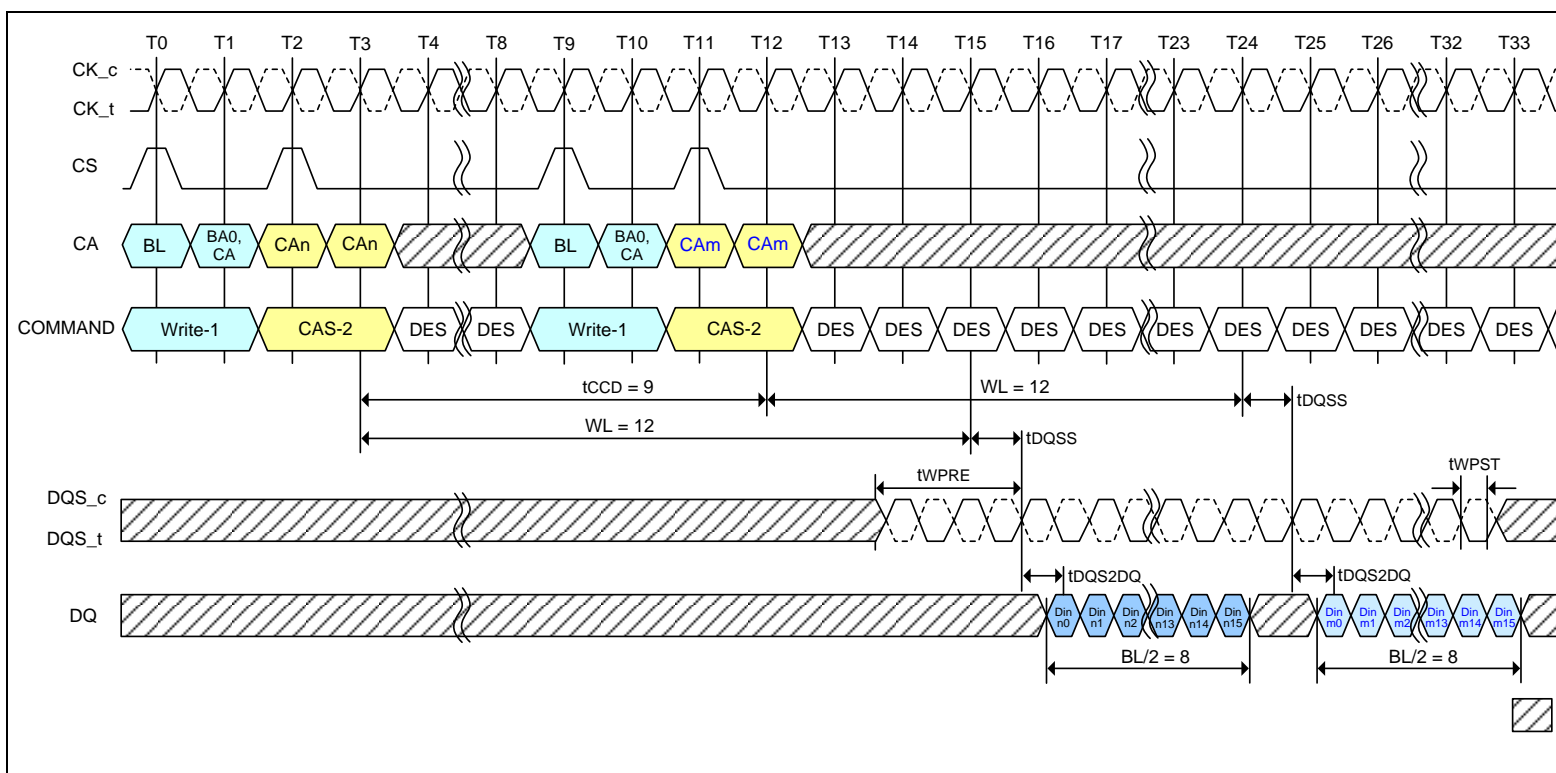 T0 T1 T2 T3 T4 T8 T9 T10 T11 T12 T13 T14 T15 T16 T17 T23 T24 T25 T26 T32 T33
CK_c
CK_t
CS
CA BL BA0, CA CAn CAn BL BA0, CA CAm CAm
COMMAND Write-1 CAS-2 DES DES Write-1 CAS-2 DES DES DES DES DES DES DES DES DES DES DES
tCCD = 9 WL = 12 tDQSS
WL = 12 tDQSS
tWPRE tWPST
DQS_c
DQS_t
tDQS2DQ tDQS2DQ
DQ Din n0 Din n1 Din n2 Din n13 Din n14 Din n15 Din m0 Din m1 Din m2 Din m13 Din m14 Din m15
BL/2 = 8 BL/2 = 8